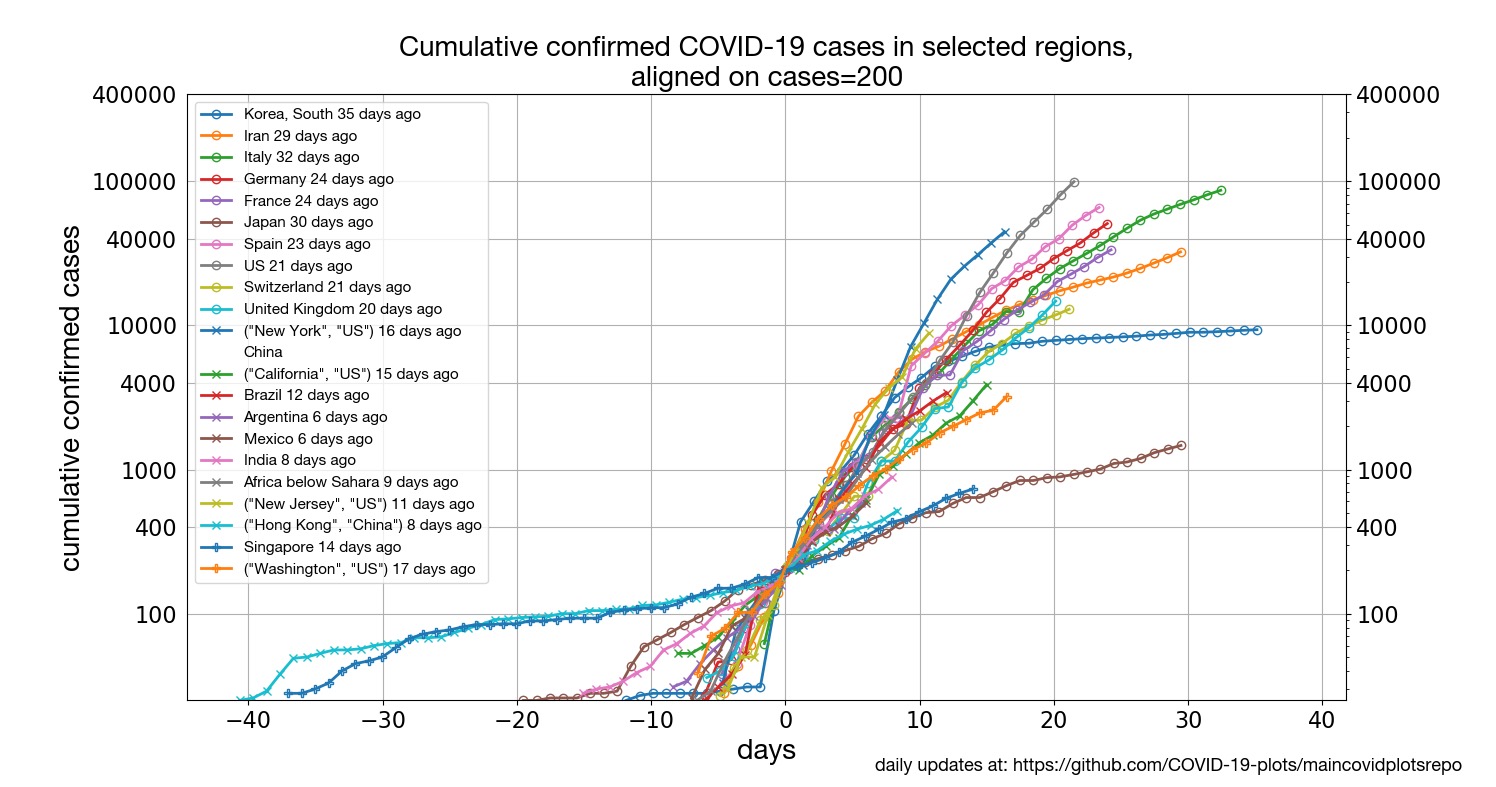 Cumulative confirmed COVID-19 cases in selected regions,
aligned on cases=200
400000
100000
40000
10000
4000
1000
400
100
cumulative confirmed cases
Korea, South 35 days ago
Iran 29 days ago
Italy 32 days ago
Germany 24 days ago
France 24 days ago
Japan 30 days ago
Spain 23 days ago
US 21 days ago
Switzerland 21 days ago
United Kingdom 20 days ago
("New York", "US") 16 days ago
China
("California", "US") 15 days ago
Brazil 12 days ago
Argentina 6 days ago
Mexico 6 days ago
India 8 days ago
Africa below Sahara 9 days ago
("New Jersey", "US") 11 days ago
("Hong Kong", "China") 8 days ago
Singapore 14 days ago
("Washington", "US") 17 days ago
400000
100000
40000
10000
4000
1000
400
100
−40 −30 −20 −10 0 10 20 30 40
days
daily updates at: https://github.com/COVID-19-plots/maincovidplotsrepo